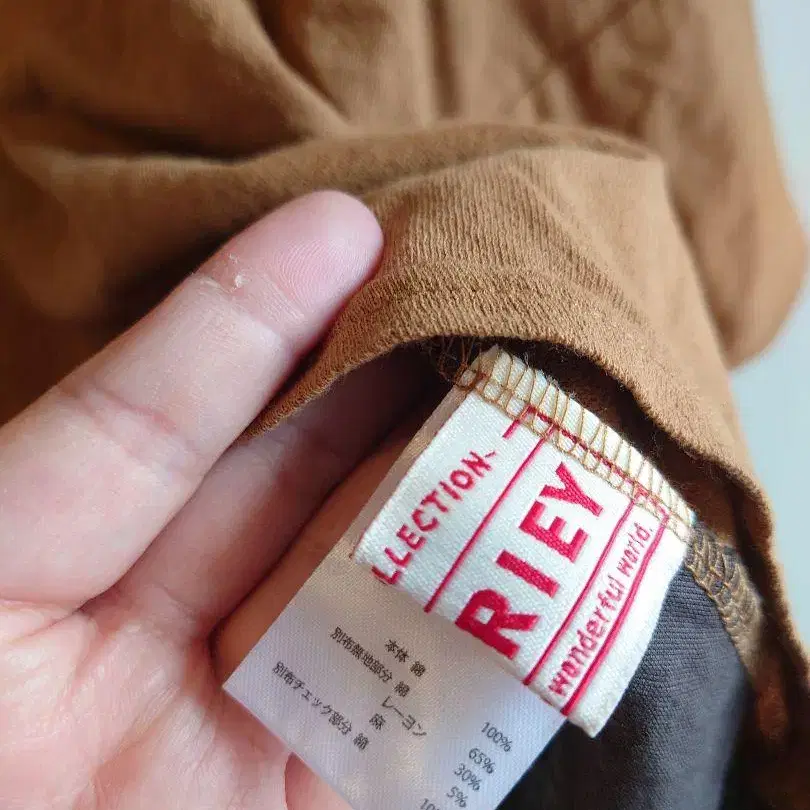 LLECTION
RIEY
wonderful world.
本体 綿 100%
別布無地部分 綿 65%
レーヨン 30%
麻 5%
別布チェック部分 綿